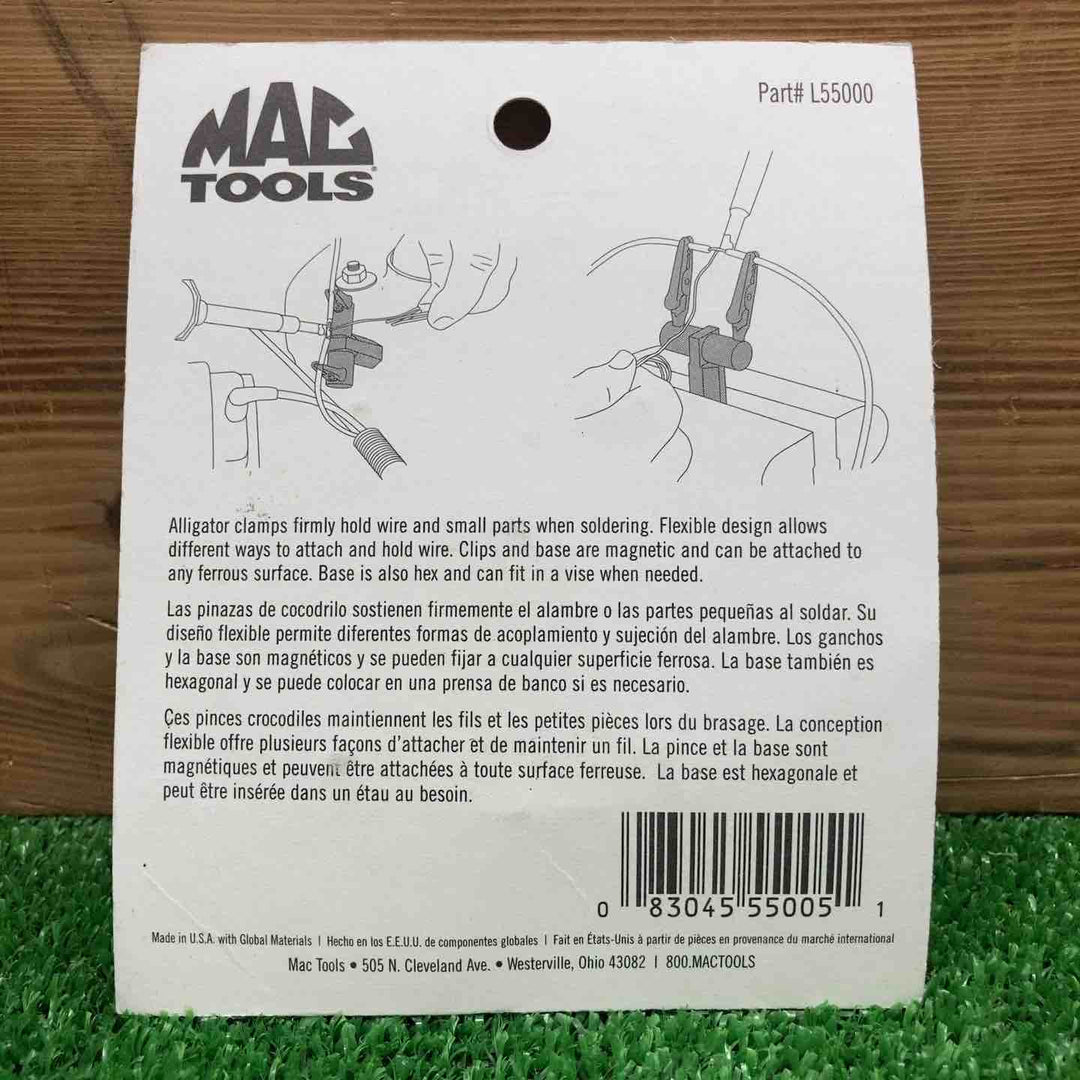 MAC
TOOLS
Part# L55000
Alligator clamps firmly hold wire and small parts when soldering. Flexible design allows
different ways to attach and hold wire. Clips and base are magnetic and can be attached to
any ferrous surface. Base is also hex and can fit in a vise when needed.
Las pinazas de cocodrilo sostienen firmemente el alambre o las partes pequeñas al soldar. Su
diseño flexible permite diferentes formas de acoplamiento y sujeción del alambre. Los ganchos
y la base son magnéticos y se pueden fijar a cualquier superficie ferrosa. La base también es
hexagonal y se puede colocar en una prensa de banco si es necesario.
Çes pinces crocodiles maintiennent les fils et les petites pièces lors du brasage. La conception
flexible offre plusieurs façons d'attacher et de maintenir un fil. La pince et la base sont
magnétiques et peuvent être attachées à toute surface ferreuse. La base est hexagonale et
peut être insérée dans un étau au besoin.
0 83045 55005 1
Made in U.S.A. with Global Materials | Hecho en los E.E.U.U. de componentes globales | Fait en États-Unis à partir de pièces en provenance du marché international
Mac Tools • 505 N. Cleveland Ave. • Westerville, Ohio 43082 | 800.MACTOOLS